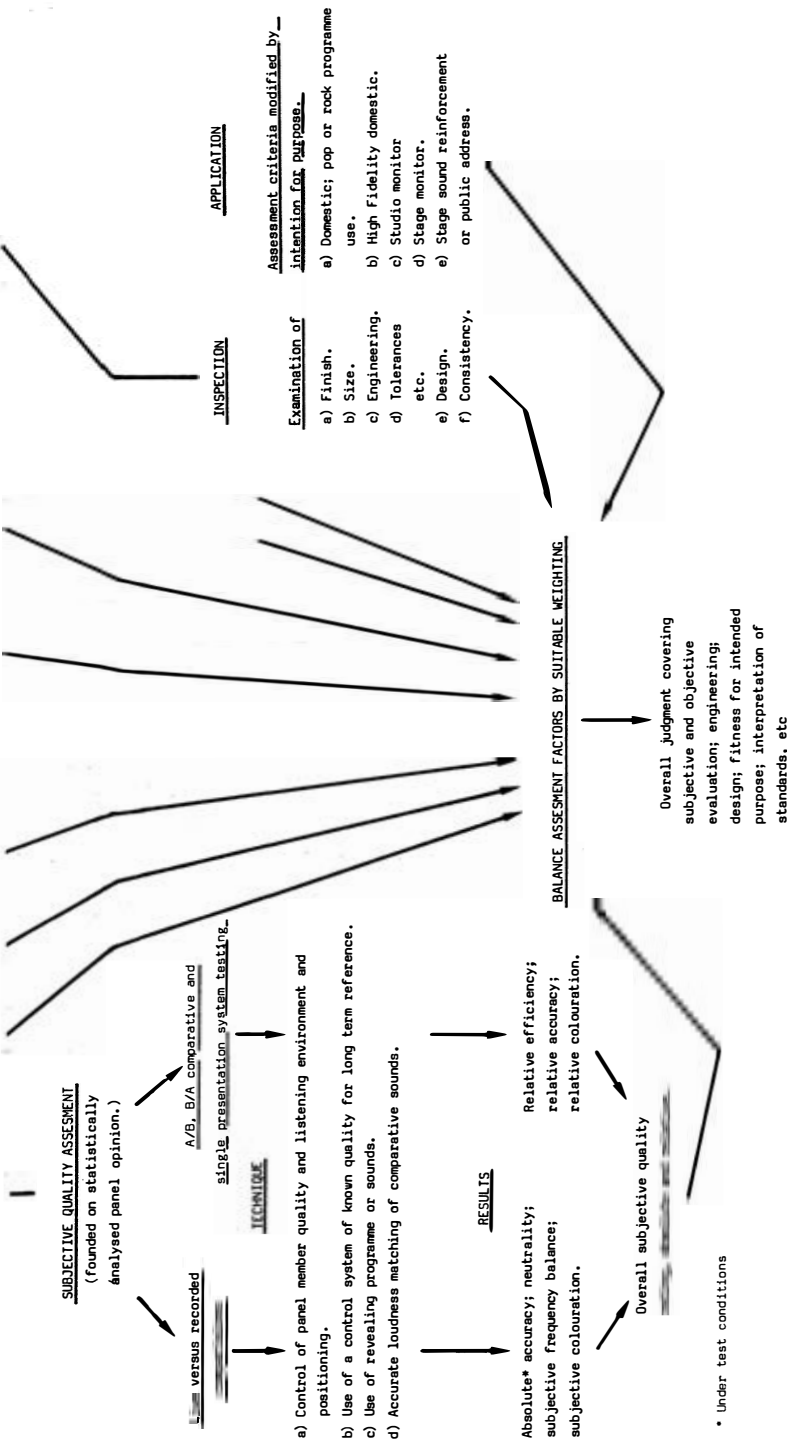 SUBJECTIVE QUALITY ASSESMENT
(founded on statistically
analysed panel opinion.)
versus recorded
A/B, B/A comparative and
single presentation system testing
TECHNIQUE
a) Control of panel member quality and listening environment and
positioning.
b) Use of a control system of known quality for long term reference.
c) Use of revealing programme or sounds.
d) Accurate loudness matching of comparative sounds.
RESULTS
Absolute* accuracy; neutrality;
subjective frequency balance;
subjective colouration.
Relative efficiency;
relative accuracy;
relative colouration.
Overall subjective quality
* Under test conditions
BALANCE ASSESMENT FACTORS BY SUITABLE WEIGHTING
Overall judgment covering
subjective and objective
evaluation; engineering;
design; fitness for intended
purpose; interpretation of
standards. etc
INSPECTION
Examination of
a) Finish.
b) Size.
c) Engineering.
d) Tolerances
etc.
e) Design.
f) Consistency.
APPLICATION
Assessment criteria modified by
intention for purpose.
a) Domestic; pop or rock programme
use.
b) High Fidelity domestic.
c) Studio monitor
d) Stage monitor.
e) Stage sound reinforcement
or public address.